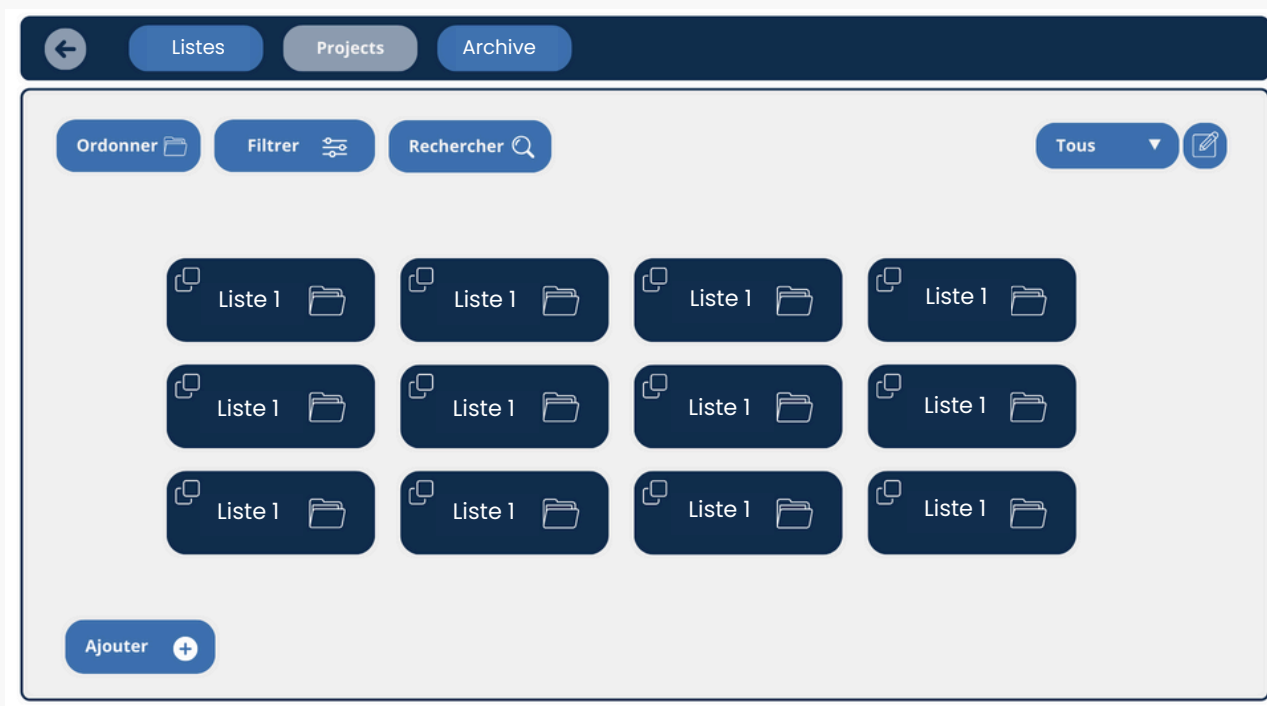 Listes Projects Archive
Ordonner Filtrer Rechercher Tous
Liste 1 Liste 1 Liste 1 Liste 1
Liste 1 Liste 1 Liste 1 Liste 1
Liste 1 Liste 1 Liste 1 Liste 1
Ajouter